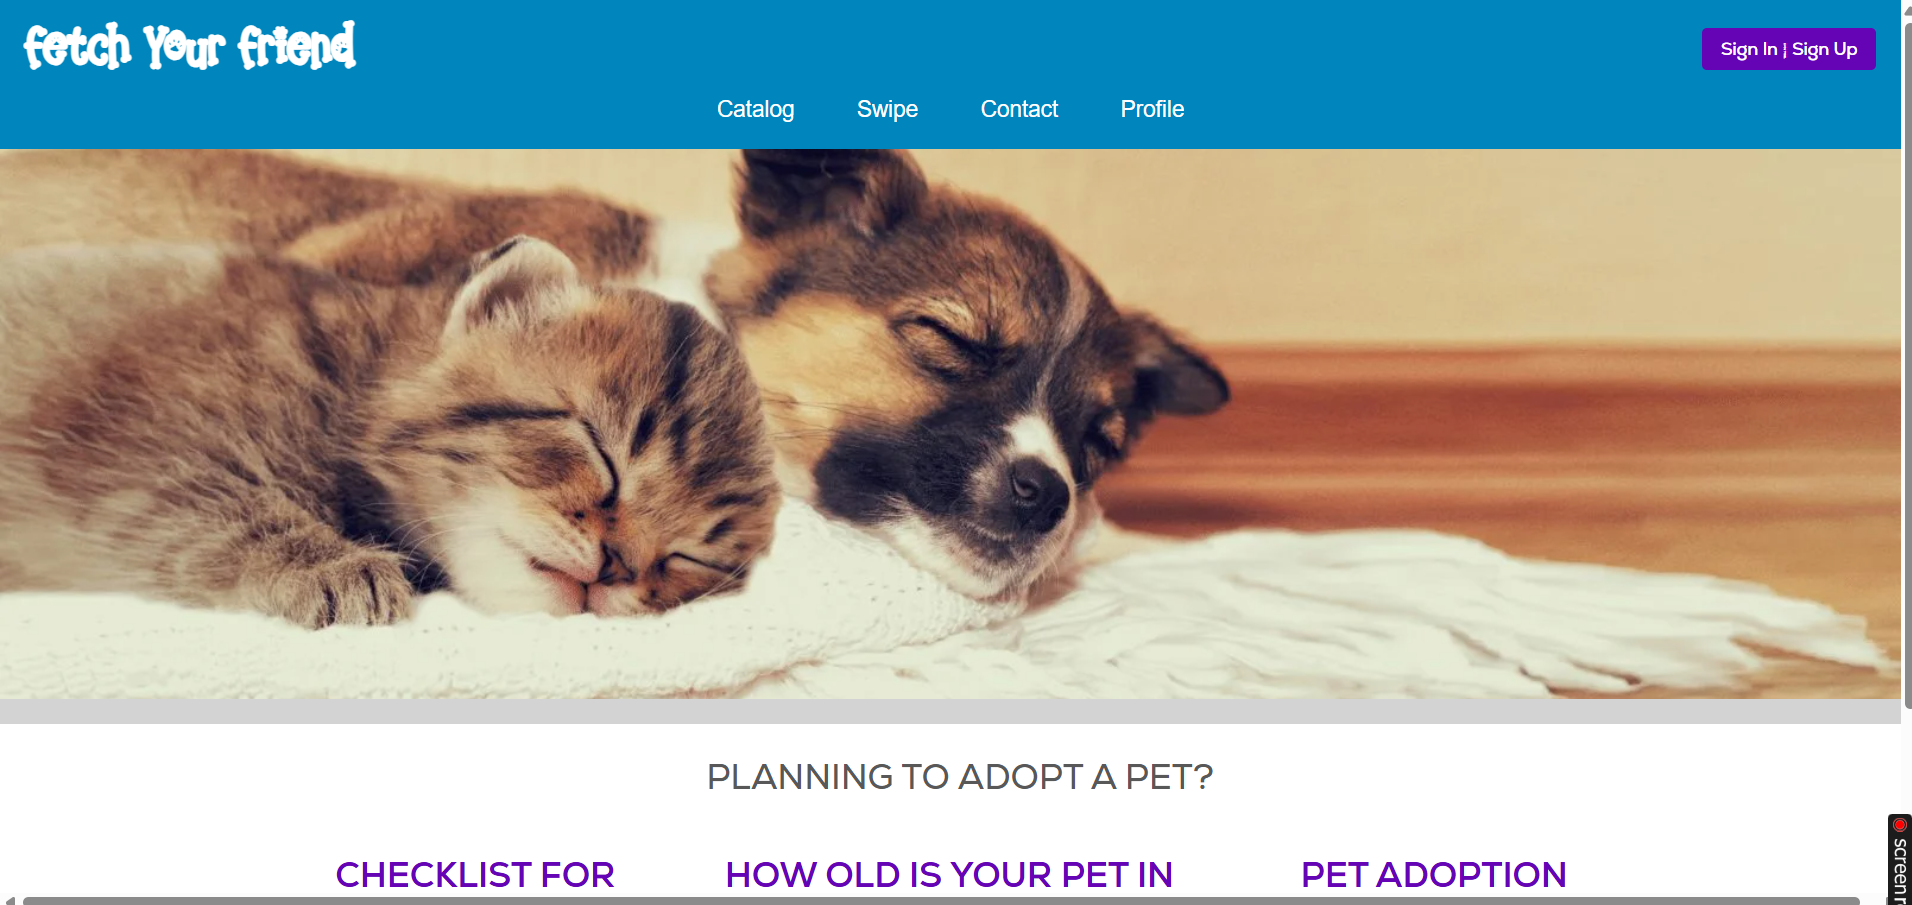 fetch Your friend
Sign In ¦ Sign Up
Catalog Swipe Contact Profile
PLANNING TO ADOPT A PET?
CHECKLIST FOR HOW OLD IS YOUR PET IN PET ADOPTION
screen